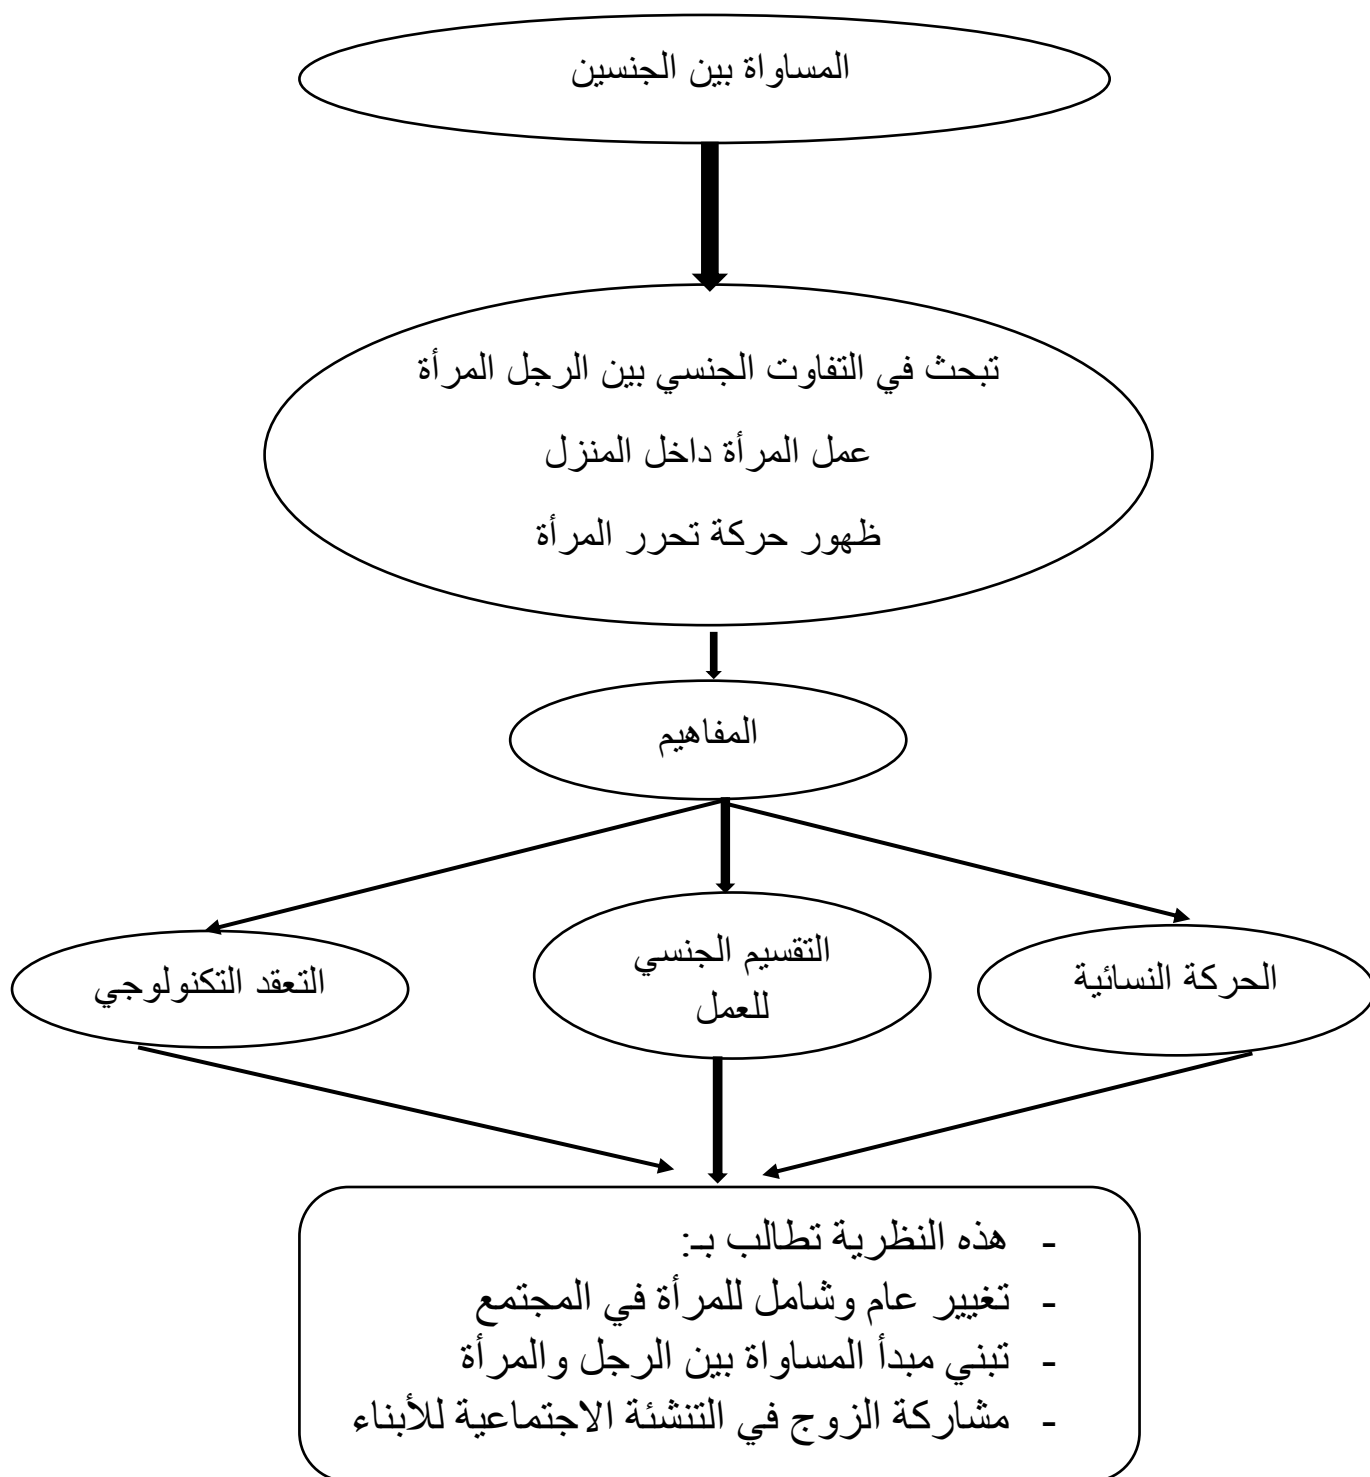 المساواة بين الجنسين
تبحث في التفاوت الجنسي بين الرجل المرأة
عمل المرأة داخل المنزل
ظهور حركة تحرر المرأة
المفاهيم
الحركة النسائية
التقسيم الجنسي
للعمل
التعقد التكنولوجي
- هذه النظرية تطالب بـ:
- تغيير عام وشامل للمرأة في المجتمع
- تبني مبدأ المساواة بين الرجل والمرأة
- مشاركة الزوج في التنشئة الاجتماعية للأبناء